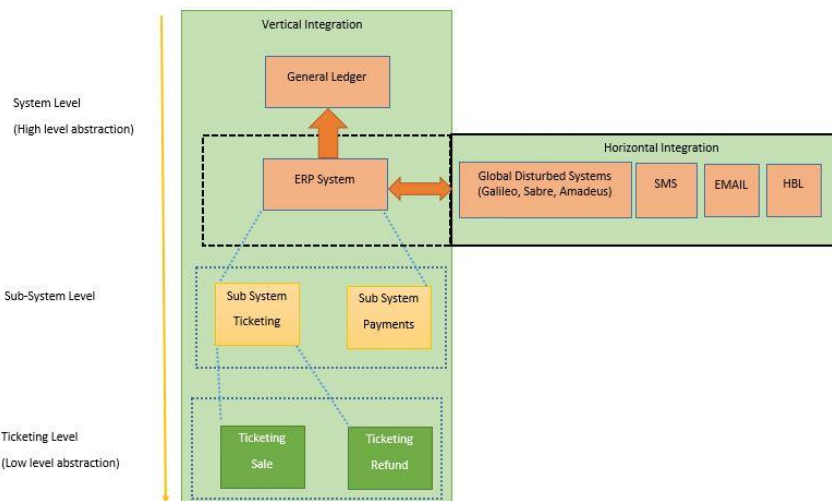 Vertical Integration
General Ledger
System Level
(High level abstraction)
Horizontal Integration
ERP System
Global Disturbed Systems
(Galileo, Sabre, Amadeus)
SMS
EMAIL
HBL
Sub-System Level
Sub System
Ticketing
Sub System
Payments
Ticketing Level
(Low level abstraction)
Ticketing
Sale
Ticketing
Refund